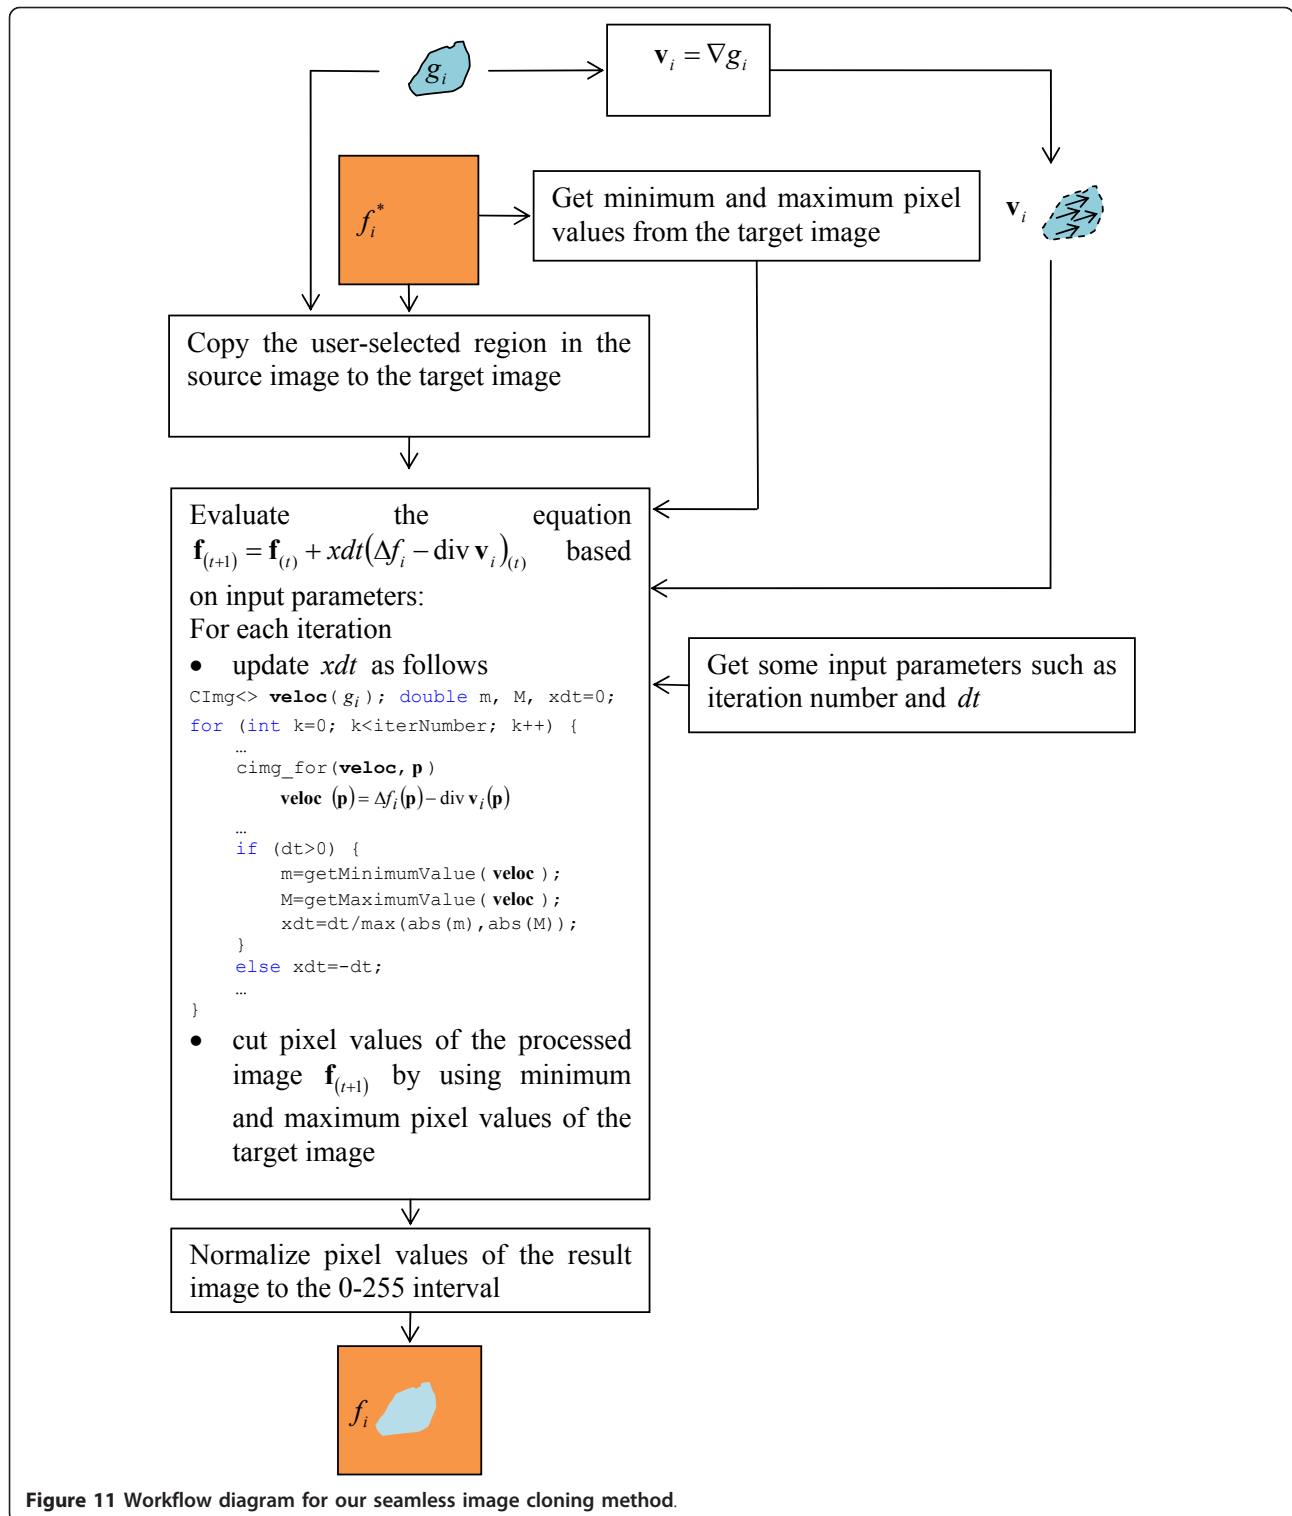 g_i
v_i = ∇g_i
f_i^*
Get minimum and maximum pixel
values from the target image
v_i
Copy the user-selected region in the
source image to the target image
Evaluate the equation
f_(t+1) = f_(t) + xdt(Δf_i − div v_i)_(t) based
on input parameters:
For each iteration
• update xdt as follows
CImg<> veloc(g_i); double m, M, xdt=0;
for (int k=0; k<iterNumber; k++) {
…
cimg_for(veloc,p)
veloc (p)=Δf_i(p)−div v_i(p)
…
if (dt>0) {
m=getMinimumValue( veloc );
M=getMaximumValue( veloc );
xdt=dt/max(abs(m),abs(M));
}
else xdt=-dt;
…
}
• cut pixel values of the processed
image f_(t+1) by using minimum
and maximum pixel values of the
target image
Get some input parameters such as
iteration number and dt
Normalize pixel values of the result
image to the 0-255 interval
f_i
Figure 11 Workflow diagram for our seamless image cloning method.